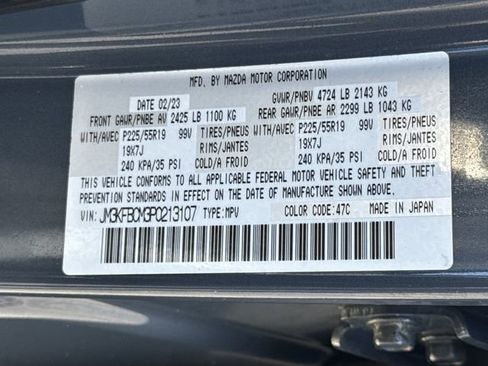 MFD. BY MAZDA MOTOR CORPORATION
DATE 02/23 GVWR/PNBV 4724 LB 2143 KG
FRONT GAWR/PNBE AV 2425 LB 1100 KG REAR GAWR/PNBE AR 2299 LB 1043 KG
WITH/AVEC P225/55R19 99V TIRES/PNEUS WITH/AVEC P225/55R19 99V TIRES/PNEUS
19X7J RIMS/JANTES 19X7J RIMS/JANTES
240 KPA/35 PSI COLD/A FROID 240 KPA/35 PSI COLD/A FROID
THIS VEHICLE CONFORMS TO ALL APPLICABLE FEDERAL MOTOR VEHICLE SAFETY AND THEFT
PREVENTION STANDARDS IN EFFECT ON THE DATE OF MANUFACTURE SHOWN ABOVE.
JM3KFBCM3P0213107 TYPE:MPV COLOR CODE:47C MADE IN JAPAN